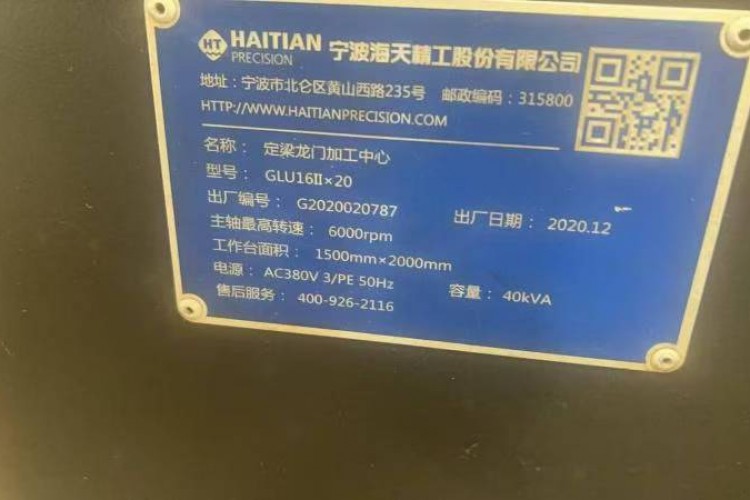 HT HAITIAN PRECISION 宁波海天精工股份有限公司
地址：宁波市北仑区黄山西路235号 邮政编码：315800
HTTP://WWW.HAITIANPRECISION.COM
名称： 定梁龙门加工中心
型号： GLU16Ⅱ×20
出厂编号： G2020020787 出厂日期： 2020.12
主轴最高转速： 6000rpm
工作台面积： 1500mm×2000mm
电源： AC380V 3/PE 50Hz 容量： 40kVA
售后服务： 400-926-2116